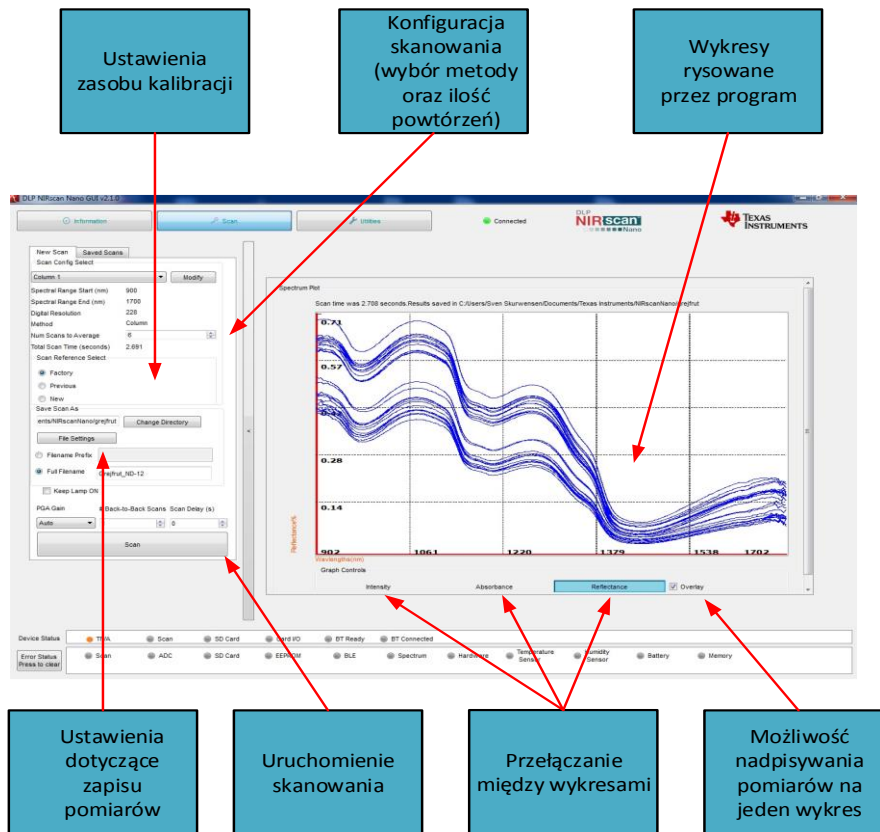 Ustawienia
zasobu kalibracji
Konfiguracja
skanowania
(wybór metody
oraz ilość
powtórzeń)
Wykresy
rysowane
przez program
DLP NIRscan Nano GUI v2.1.0
Information
Scan
Utilities
Connected
DLP
NIRscan
Nano
TEXAS
INSTRUMENTS
New Scan
Saved Scans
Scan Config Select
Column 1
Modify
Spectral Range Start (nm) 900
Spectral Range End (nm) 1700
Digital Resolution 228
Method Column
Num Scans to Average 6
Total Scan Time (seconds) 2.691
Scan Reference Select
Factory
Previous
New
Save Scan As
ents/NIRscanNano/grejfrut
Change Directory
File Settings
Filename Prefix
Full Filename Grejfrut_ND-12
Keep Lamp ON
PGA Gain
# Back-to-Back Scans
Scan Delay (s)
Auto
0
Scan
Spectrum Plot
Scan time was 2.708 seconds.Results saved in C:/Users/Sven Skurwensen/Documents/Texas Instruments/NIRscanNano/grejfrut
0.71
0.57
0.28
0.14
Reflectance%
902 1061 1220 1379 1538 1702
Wavelengths(nm)
Graph Controls
Intensity
Absorbance
Reflectance
Overlay
Device Status
TIVA
Scan
SD Card
Card I/O
BT Ready
BT Connected
Error Status
Press to clear
Scan
ADC
SD Card
EEPROM
BLE
Spectrum
Hardware
Temperature
Sensor
Humidity
Sensor
Battery
Memory
Ustawienia
dotyczące
zapisu
pomiarów
Uruchomienie
skanowania
Przełączanie
między wykresami
Możliwość
nadpisywania
pomiarów na
jeden wykres